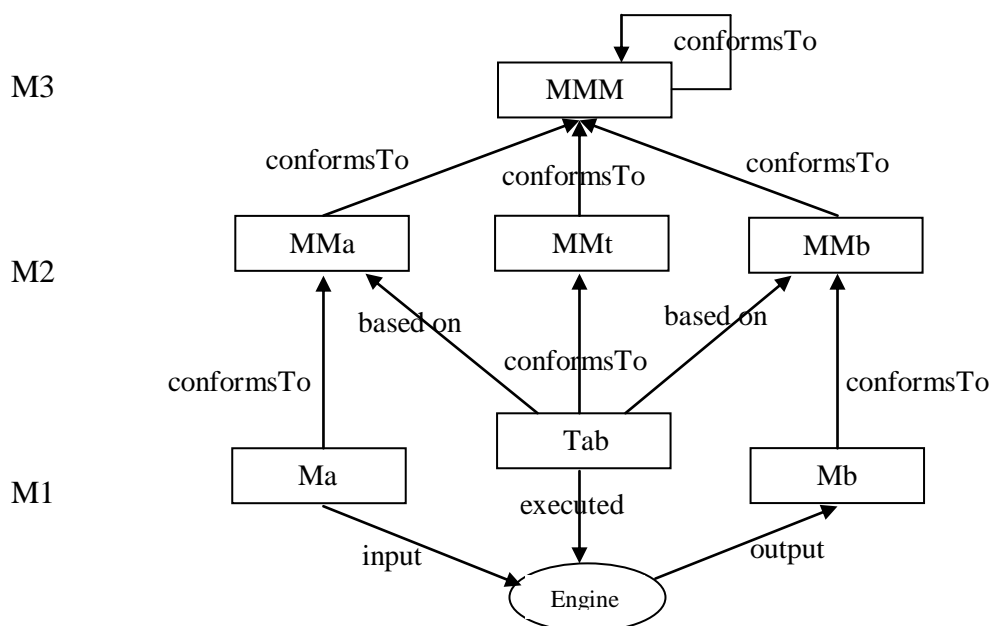 conformsTo
M3
MMM
conformsTo
conformsTo
conformsTo
MMa
MMt
MMb
M2
based on
based on
conformsTo
conformsTo
conformsTo
Tab
Ma
Mb
M1
executed
input
output
Engine